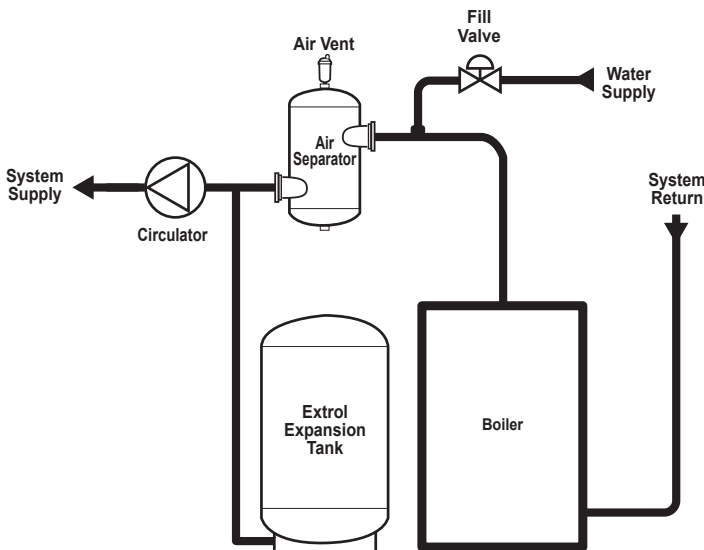 Fill
Valve
Air Vent
Water
Supply
Air
Separator
System
Supply
System
Return
Circulator
Extrol
Expansion
Tank
Boiler